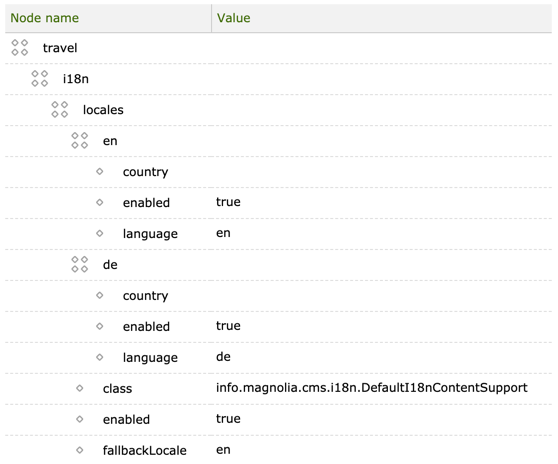 Node name Value
travel
i18n
locales
en
country
enabled true
language en
de
country
enabled true
language de
class info.magnolia.cms.i18n.DefaultI18nContentSupport
enabled true
fallbackLocale en